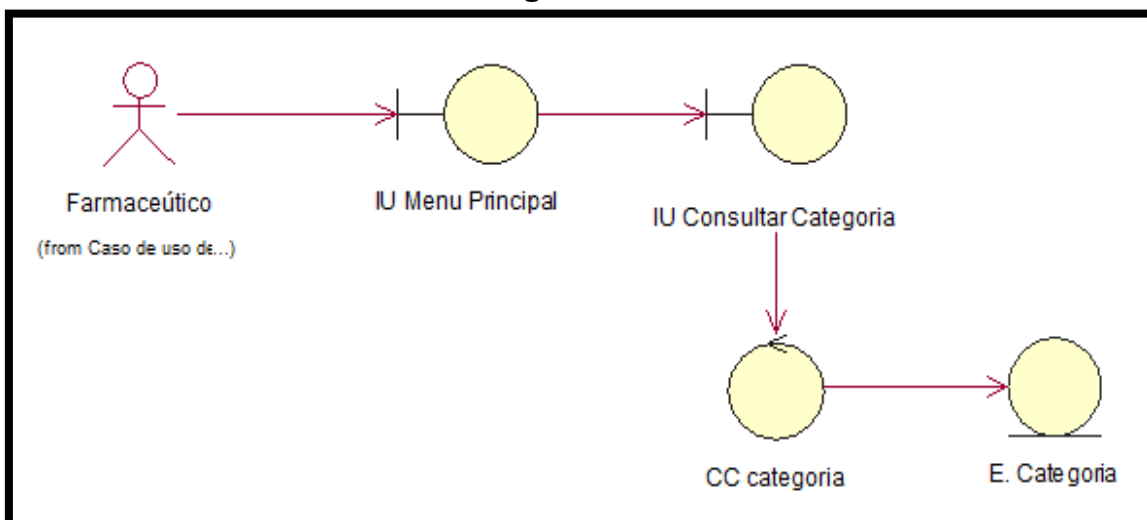 Farmaceútico
(from Caso de uso de...)
IU Menu Principal
IU Consultar Categoria
CC categoria
E. Categoria